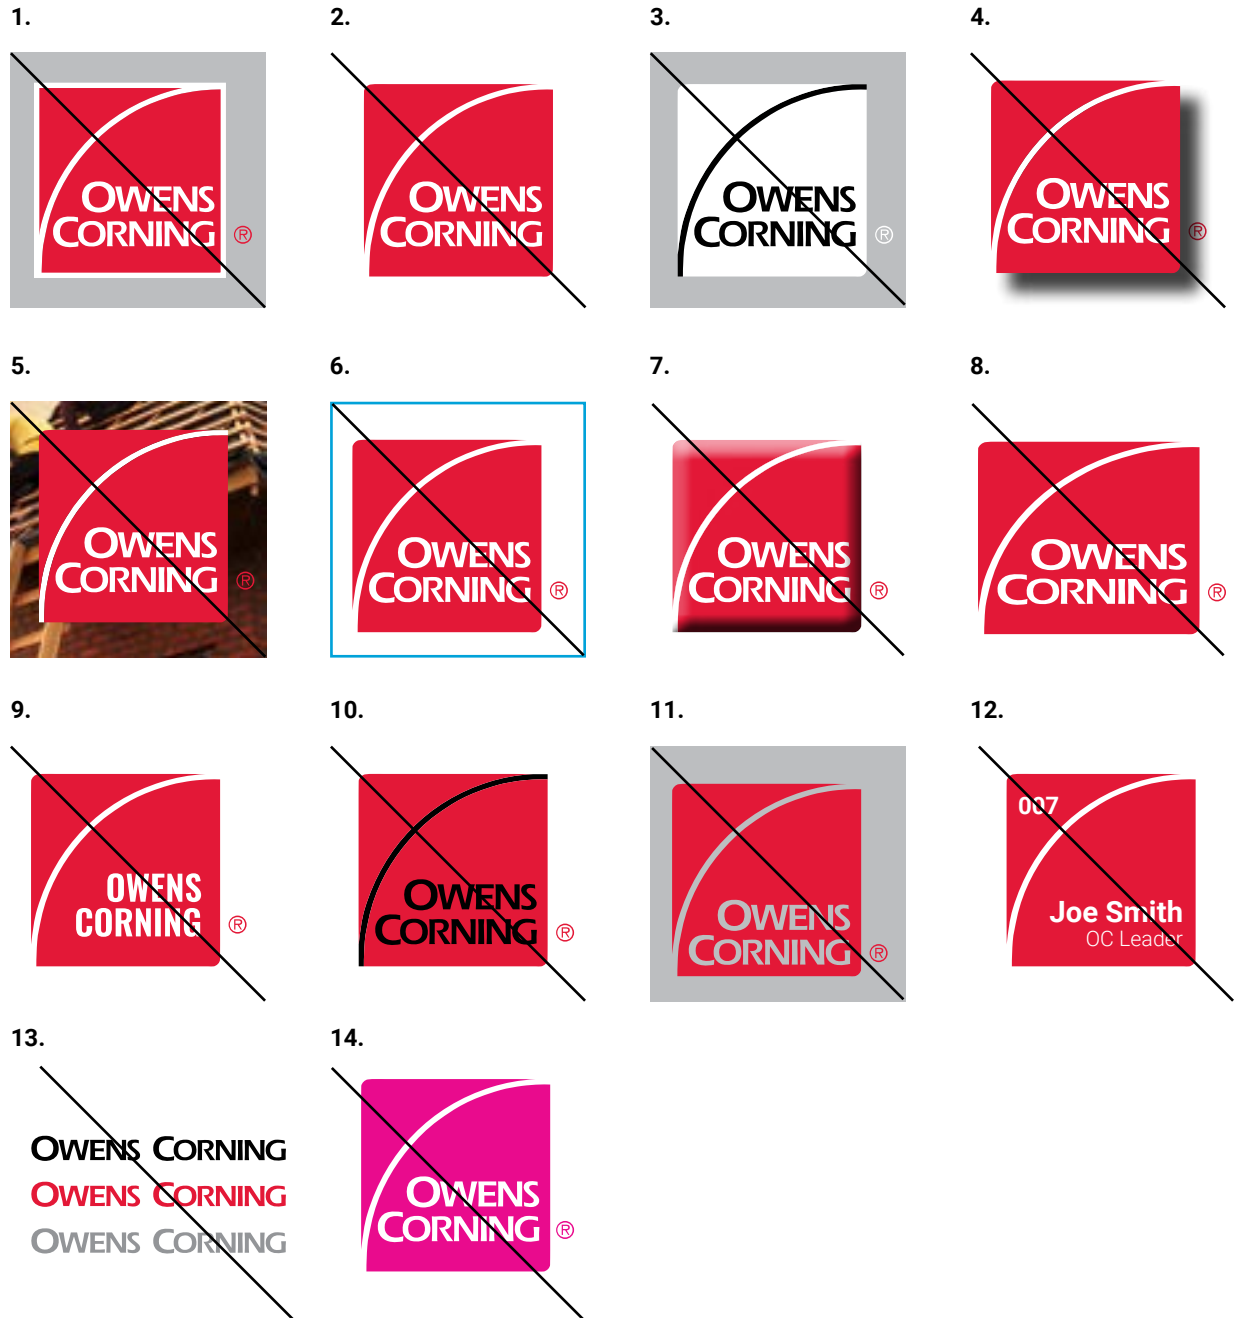 1.
2.
3.
4.
OWENS
CORNING ®
OWENS
CORNING
OWENS
CORNING ®
OWENS
CORNING ®
5.
6.
7.
8.
OWENS
CORNING ®
OWENS
CORNING ®
OWENS
CORNING ®
OWENS
CORNING ®
9.
10.
11.
12.
OWENS
CORNING ®
OWENS
CORNING ®
OWENS
CORNING ®
007
Joe Smith
OC Leader
13.
14.
OWENS CORNING
OWENS CORNING
OWENS CORNING
OWENS
CORNING ®